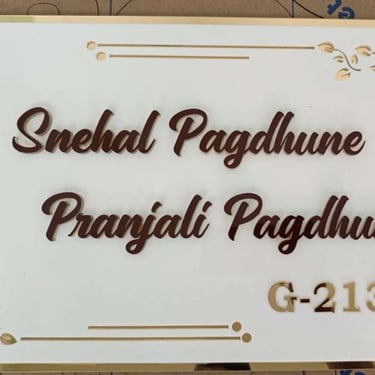 Snehal Pagdhune
Pranjali Pagdhu
G-213